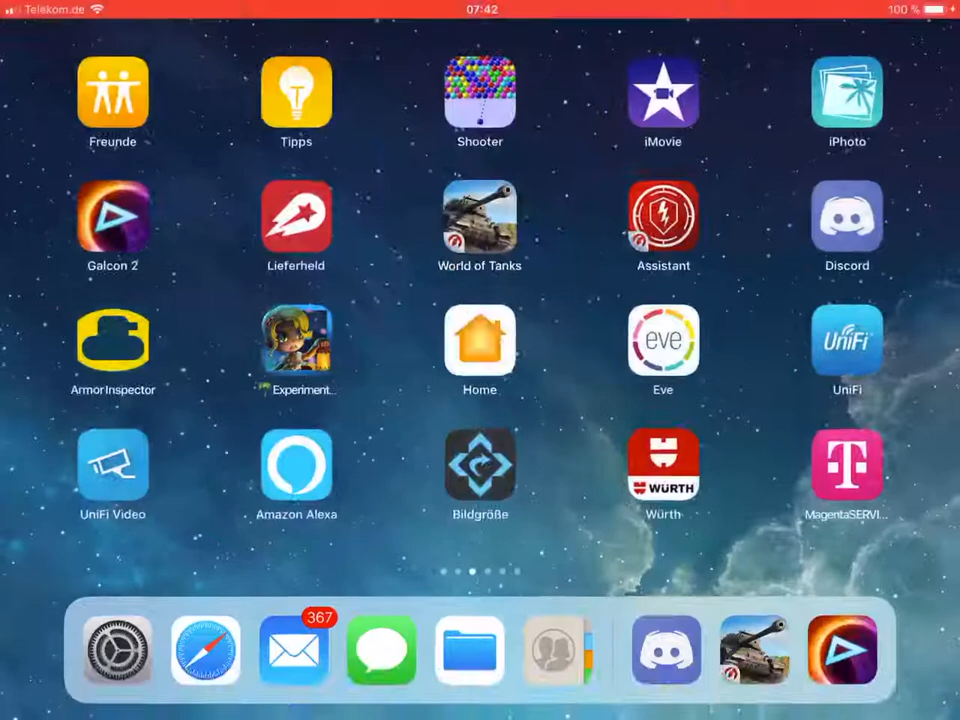 Telekom.de 07:42 100 %
Freunde Tipps Shooter iMovie iPhoto
Galcon 2 Lieferheld World of Tanks Assistant Discord
eve UniFi
ArmorInspector Experiment... Home Eve UniFi
WÜRTH T
UniFi Video Amazon Alexa Bildgröße Würth MagentaSERVI...
367